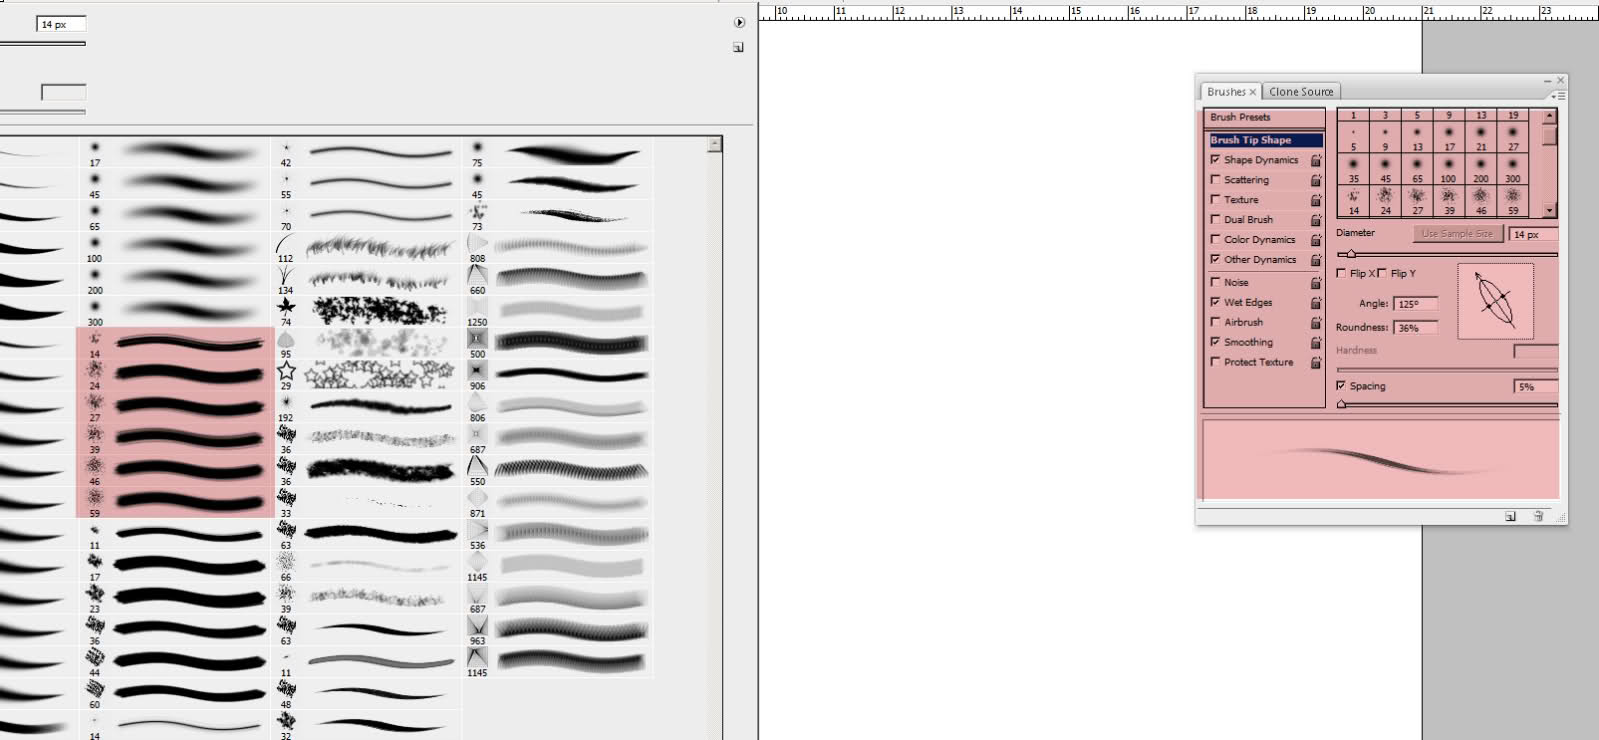 10 11 12 13 14 15 16 17 18 19 20 21 22 23
14 px
17 42 75
45 55 45
65 70 73
100 112 808
200 134 660
300 74 1250
14 95 500
24 29 906
27 192 806
39 36 687
46 36 550
59 33 871
11 63 536
17 66 1145
23 39 687
36 63 963
44 11 1145
60 48
14 32
Brushes × Clone Source
Brush Presets
Brush Tip Shape
Shape Dynamics
Scattering
Texture
Dual Brush
Color Dynamics
Other Dynamics
Noise
Wet Edges
Airbrush
Smoothing
Protect Texture
1 3 5 9 13 19
5 9 13 17 21 27
35 45 65 100 200 300
14 24 27 39 46 59
Diameter Use Sample Size 14 px
Flip X Flip Y
Angle: 125º
Roundness: 36%
Hardness
Spacing 5%